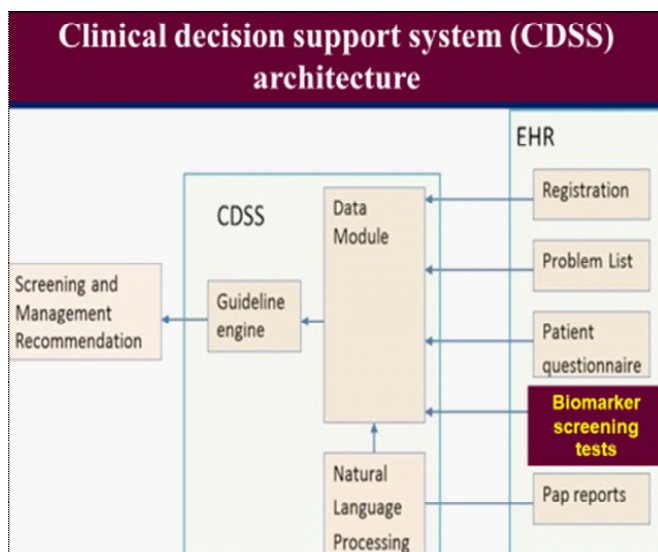 Clinical decision support system (CDSS)
architecture
EHR
Registration
CDSS
Data
Module
Problem List
Screening and
Management
Recommendation
Guideline
engine
Patient
questionnaire
Biomarker
screening
tests
Natural
Language
Processing
Pap reports